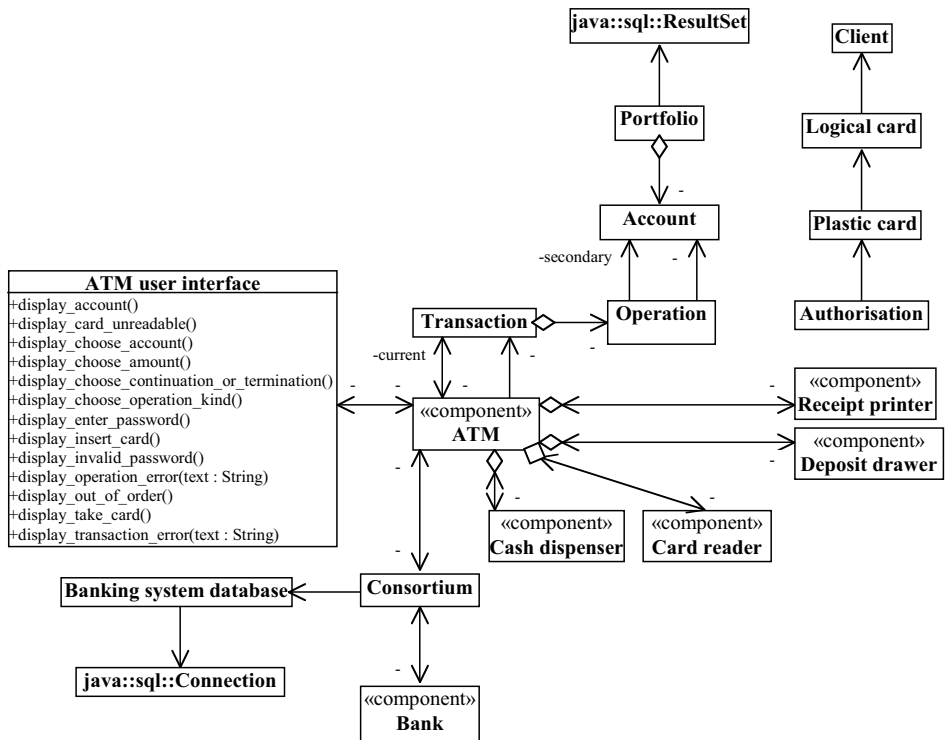 java::sql::ResultSet
Client
Portfolio
Logical card
-
Account
Plastic card
-secondary
-
ATM user interface
+display_account()
+display_card_unreadable()
+display_choose_account()
+display_choose_amount()
+display_choose_continuation_or_termination()
+display_choose_operation_kind()
+display_enter_password()
+display_insert_card()
+display_invalid_password()
+display_operation_error(text : String)
+display_out_of_order()
+display_take_card()
+display_transaction_error(text : String)
Transaction
Operation
Authorisation
-
-current
-
-
-
-
-
«component»
ATM
«component»
Receipt printer
-
«component»
Deposit drawer
-
-
-
-
«component»
Cash dispenser
«component»
Card reader
-
Banking system database
Consortium
java::sql::Connection
-
«component»
Bank